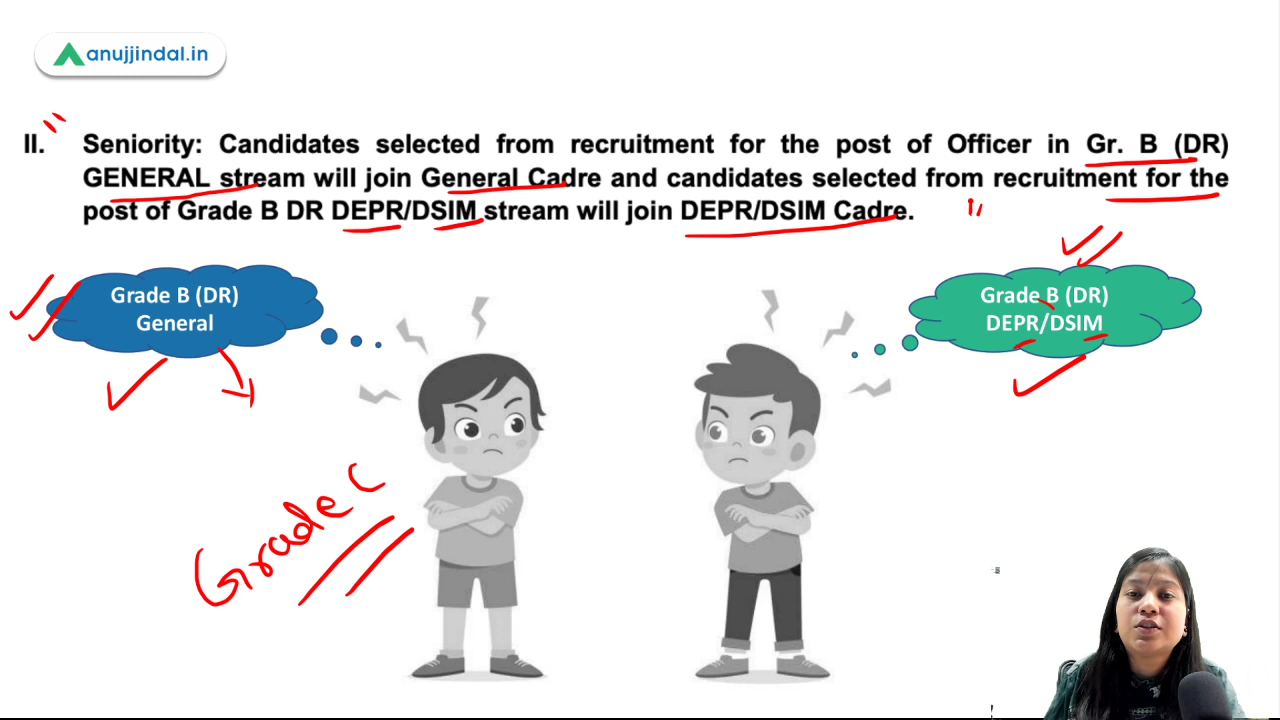 anujjindal.in
II. Seniority: Candidates selected from recruitment for the post of Officer in Gr. B (DR)
GENERAL stream will join General Cadre and candidates selected from recruitment for the
post of Grade B DR DEPR/DSIM stream will join DEPR/DSIM Cadre.
Grade B (DR)
General
Grade B (DR)
DEPR/DSIM
Grade C